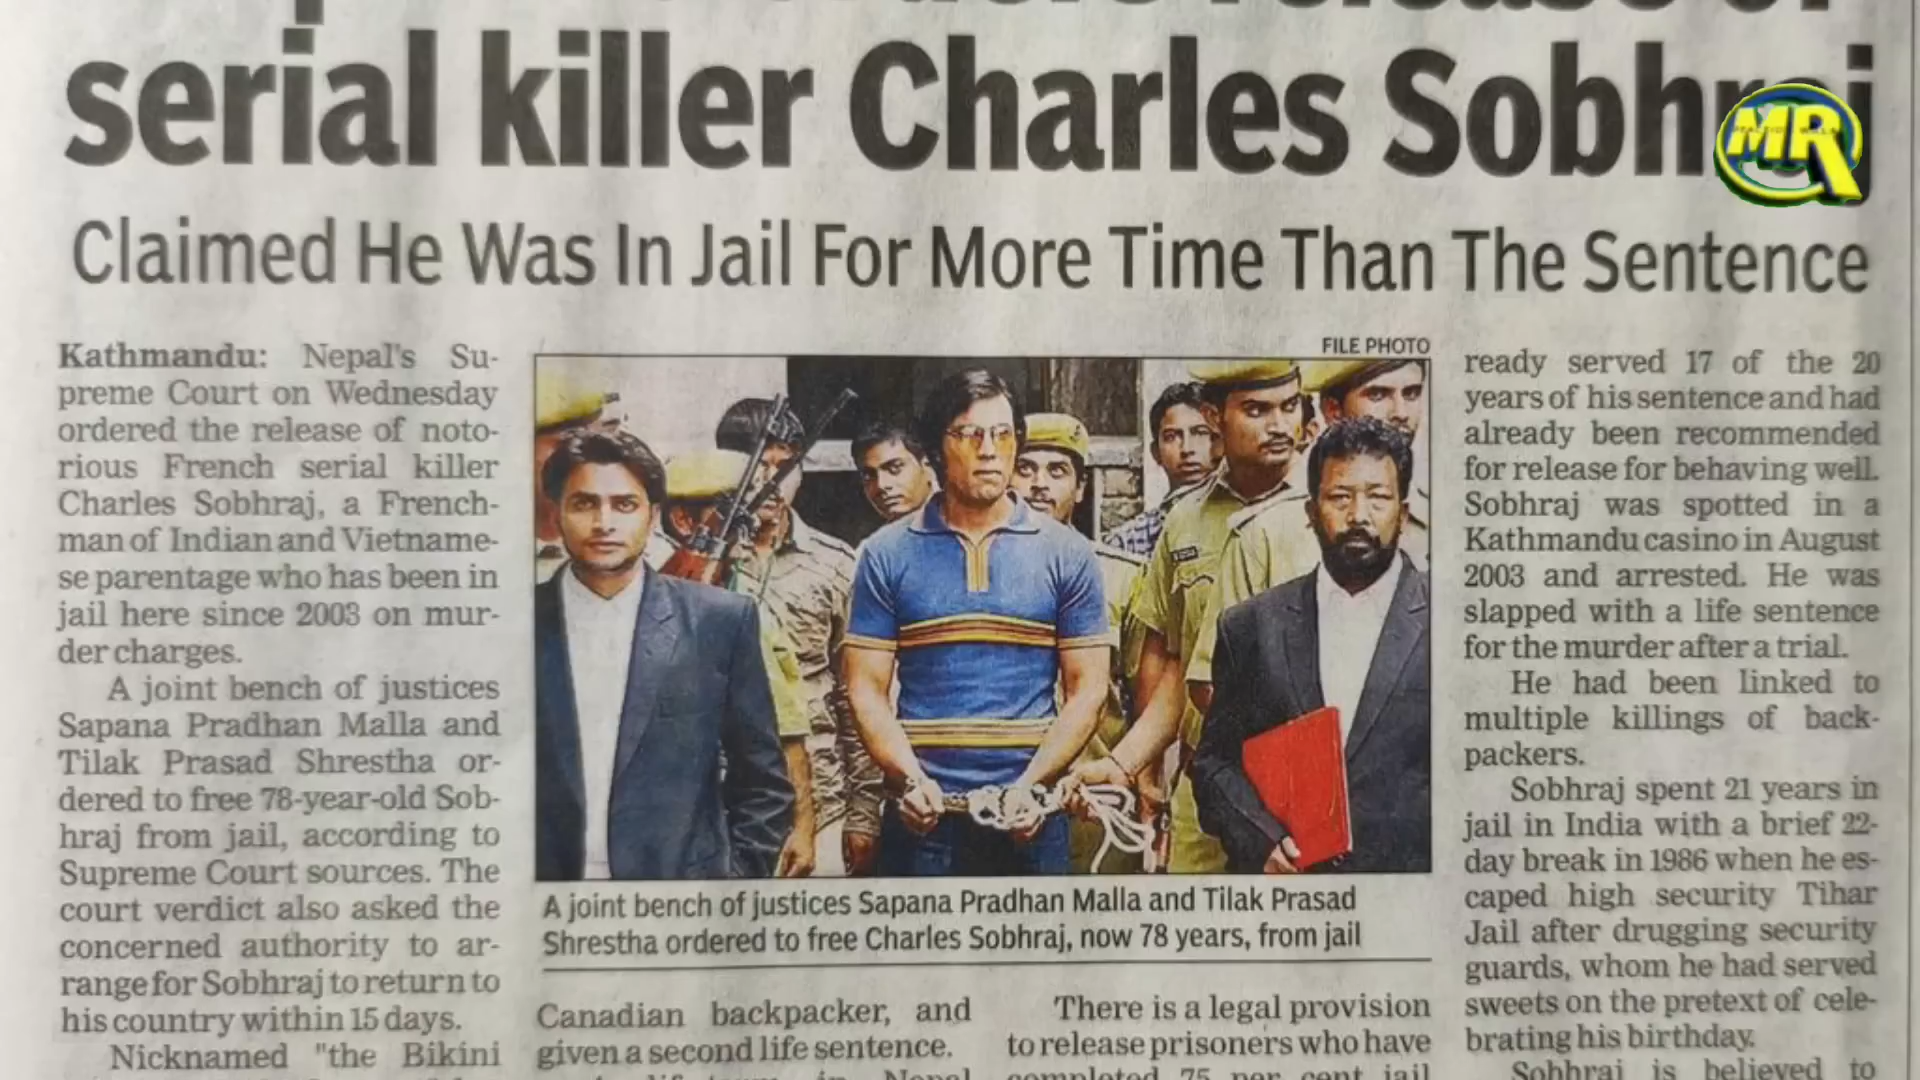 serial killer Charles Sobhraj
MR
Claimed He Was In Jail For More Time Than The Sentence
Kathmandu: Nepal's Su-
preme Court on Wednesday
ordered the release of noto-
rious French serial killer
Charles Sobhraj, a French-
man of Indian and Vietname-
se parentage who has been in
jail here since 2003 on mur-
der charges.
A joint bench of justices
Sapana Pradhan Malla and
Tilak Prasad Shrestha or-
dered to free 78-year-old Sob-
hraj from jail, according to
Supreme Court sources. The
court verdict also asked the
concerned authority to ar-
range for Sobhraj to return to
his country within 15 days.
Nicknamed "the Bikini
FILE PHOTO
A joint bench of justices Sapana Pradhan Malla and Tilak Prasad
Shrestha ordered to free Charles Sobhraj, now 78 years, from jail
Canadian backpacker, and
given a second life sentence.
There is a legal provision
to release prisoners who have
completed 75 per cent jail
ready served 17 of the 20
years of his sentence and had
already been recommended
for release for behaving well.
Sobhraj was spotted in a
Kathmandu casino in August
2003 and arrested. He was
slapped with a life sentence
for the murder after a trial.
He had been linked to
multiple killings of back-
packers.
Sobhraj spent 21 years in
jail in India with a brief 22-
day break in 1986 when he es-
caped high security Tihar
Jail after drugging security
guards, whom he had served
sweets on the pretext of cele-
brating his birthday.
Sobhraj is believed to